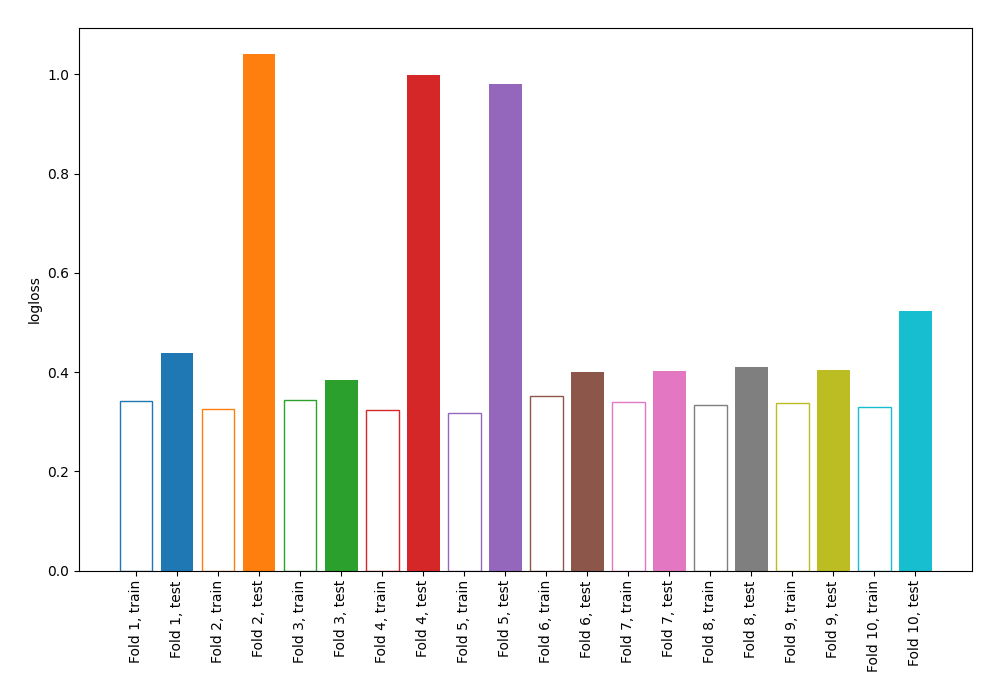 logloss
1.0
0.8
0.6
0.4
0.2
0.0
Fold 1, train
Fold 1, test
Fold 2, train
Fold 2, test
Fold 3, train
Fold 3, test
Fold 4, train
Fold 4, test
Fold 5, train
Fold 5, test
Fold 6, train
Fold 6, test
Fold 7, train
Fold 7, test
Fold 8, train
Fold 8, test
Fold 9, train
Fold 9, test
Fold 10, train
Fold 10, test